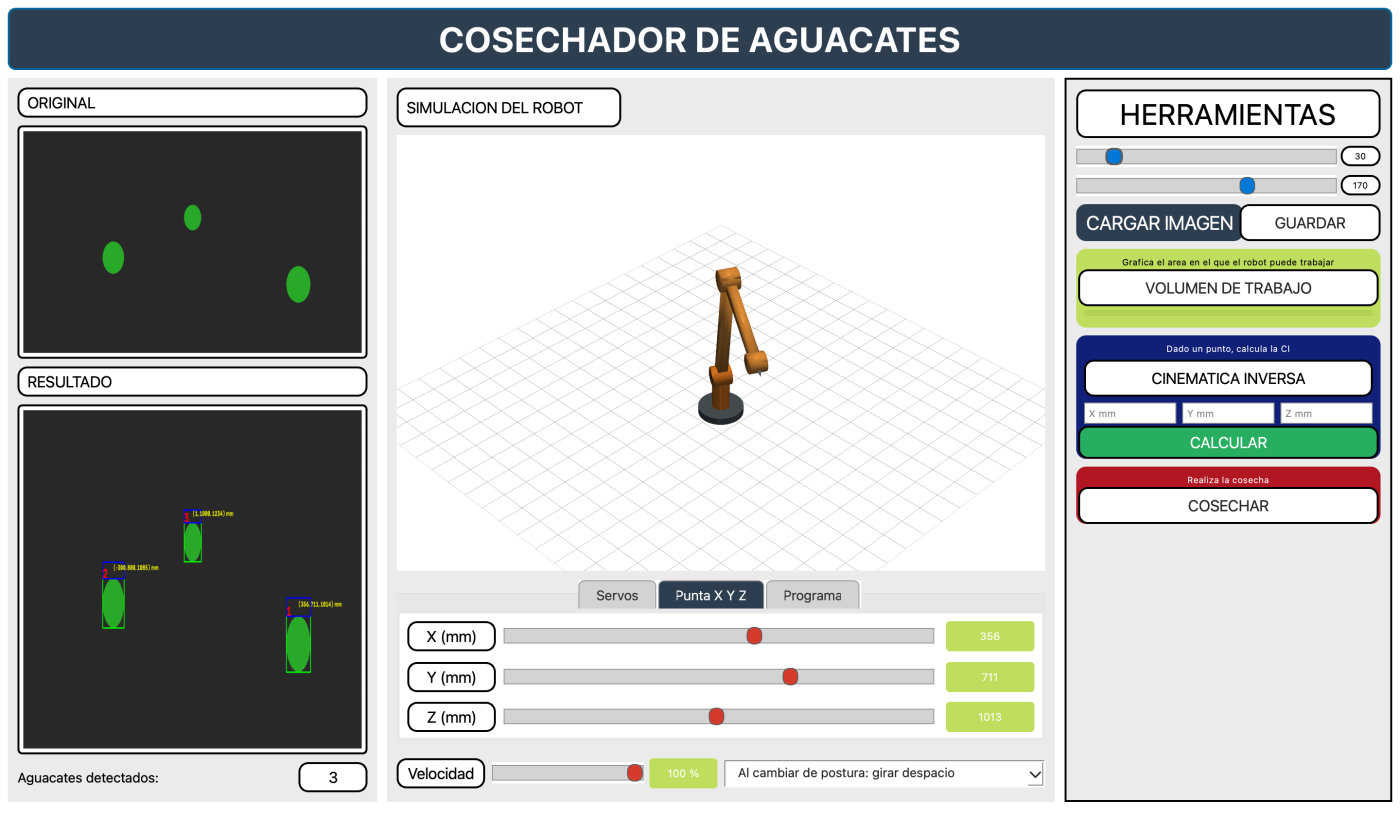 COSECHADOR DE AGUACATES
ORIGINAL
RESULTADO
3 [1,1000,1234] mm
2 [-300,800,1085] mm
1 [356,711,1014] mm
Aguacates detectados: 3
SIMULACION DEL ROBOT
Servos Punta X Y Z Programa
X (mm) 356
Y (mm) 711
Z (mm) 1013
Velocidad 100 % Al cambiar de postura: girar despacio
HERRAMIENTAS
30
170
CARGAR IMAGEN GUARDAR
Grafica el area en el que el robot puede trabajar
VOLUMEN DE TRABAJO
Dado un punto, calcula la CI
CINEMATICA INVERSA
X mm Y mm Z mm
CALCULAR
Realiza la cosecha
COSECHAR